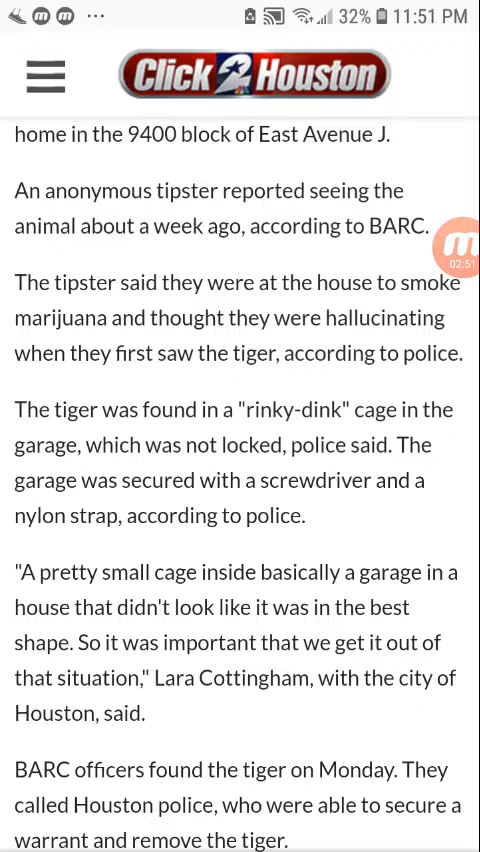 32% 11:51 PM
Click 2 Houston
home in the 9400 block of East Avenue J.
An anonymous tipster reported seeing the
animal about a week ago, according to BARC.
02:51
The tipster said they were at the house to smoke
marijuana and thought they were hallucinating
when they first saw the tiger, according to police.
The tiger was found in a "rinky-dink" cage in the
garage, which was not locked, police said. The
garage was secured with a screwdriver and a
nylon strap, according to police.
"A pretty small cage inside basically a garage in a
house that didn't look like it was in the best
shape. So it was important that we get it out of
that situation," Lara Cottingham, with the city of
Houston, said.
BARC officers found the tiger on Monday. They
called Houston police, who were able to secure a
warrant and remove the tiger.